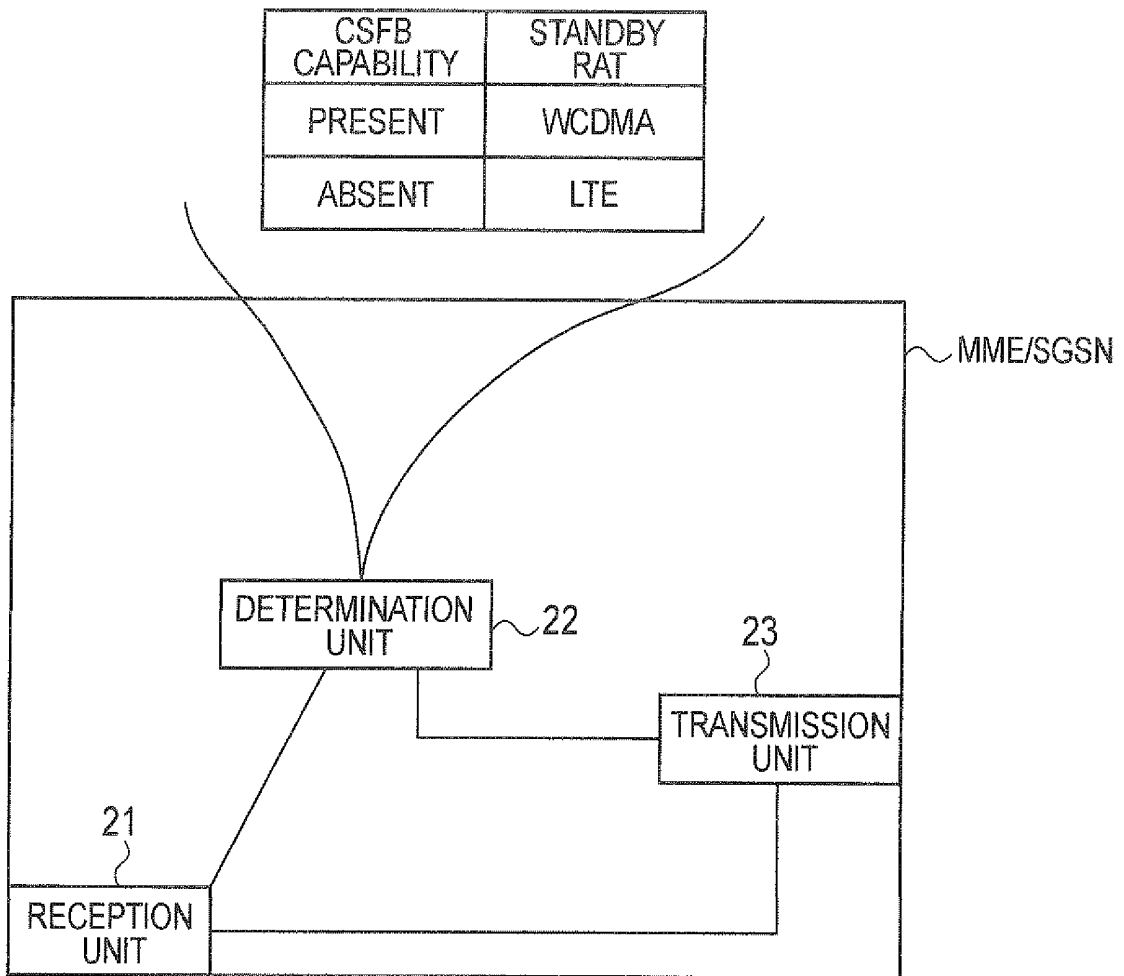 CSFB CAPABILITY
STANDBY RAT
PRESENT
WCDMA
ABSENT
LTE
MME/SGSN
DETERMINATION UNIT
22
23
TRANSMISSION UNIT
21
RECEPTION UNIT